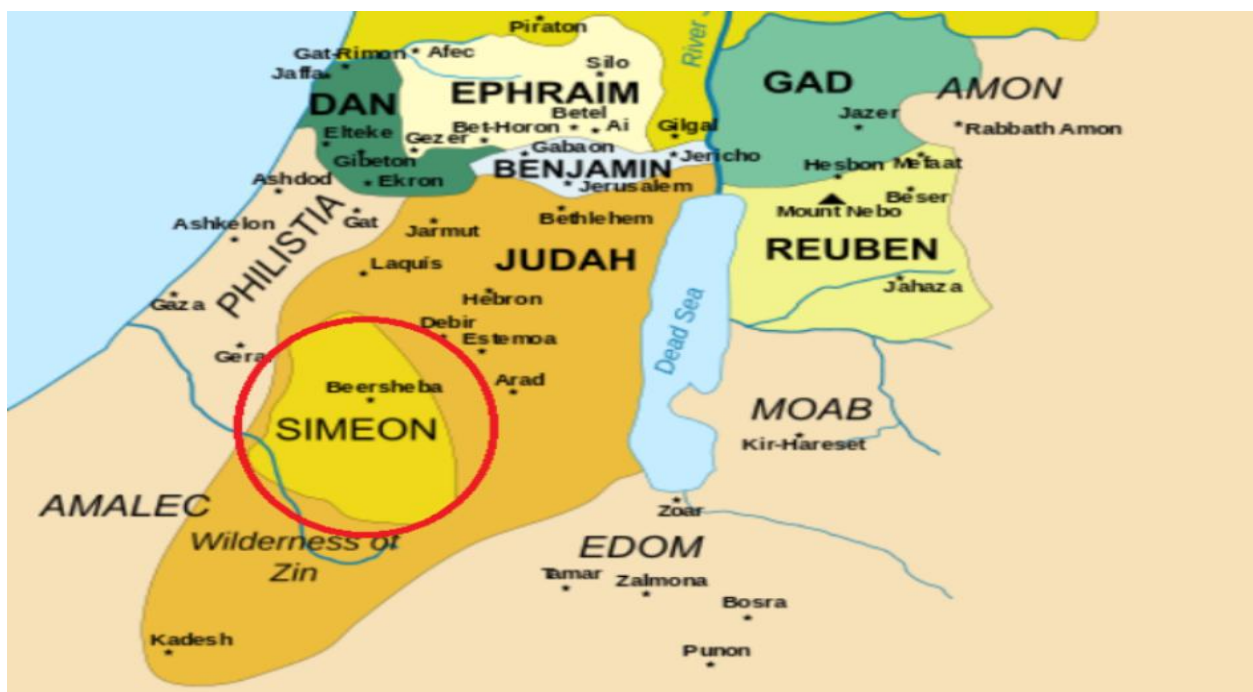 Piraton
River
Gat-Rimon
Afec
Jaffa
Silo
DAN
EPHRAIM
GAD
AMON
Betel
Jazer
Elteke
Gezer
Bet-Horon
Ai
Gilgal
Rabbath Amon
Gibeton
Gabaon
Jericho
Hesbon
Mefaat
BENJAMIN
Ashdod
Ekron
Jerusalem
Beser
Ashkelon
Gat
Bethlehem
Mount Nebo
Jarmut
PHILISTIA
JUDAH
REUBEN
Laquis
Jahaza
Gaza
Hebron
Dead Sea
Debir
Gera
Estemoa
Beersheba
Arad
SIMEON
MOAB
Kir-Hareset
AMALEC
Zoar
Wilderness of
Zin
EDOM
Tamar
Zalmona
Bosra
Kadesh
Punon